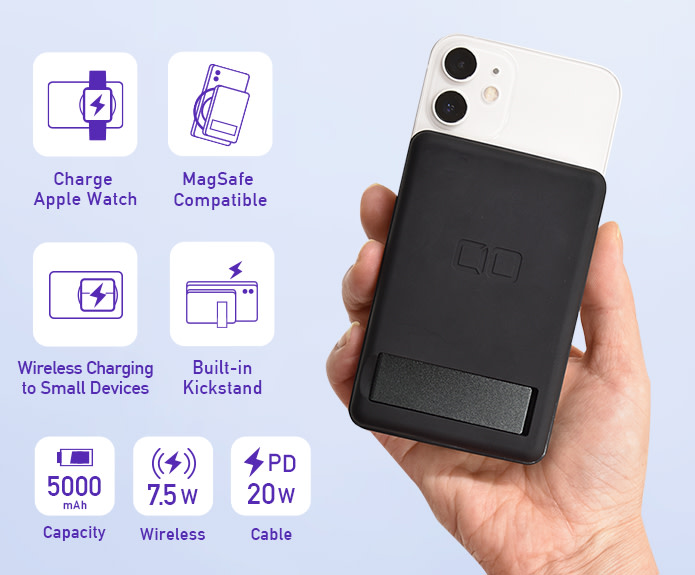 Charge
Apple Watch
MagSafe
Compatible
Wireless Charging
to Small Devices
Built-in
Kickstand
5000
mAh
Capacity
7.5 W
Wireless
PD
20W
Cable